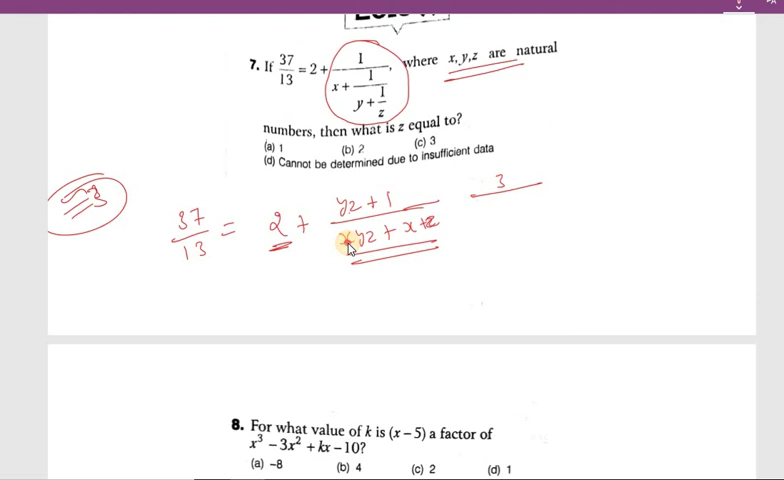 7. If 37/13 = 2 + 1/(x + 1/(y + 1/z)), where x, y, z are natural
numbers, then what is z equal to?
(a) 1 (b) 2 (c) 3
(d) Cannot be determined due to insufficient data
37/13 = 2 + (yz + 1)/(xyz + x + z) 3
8. For what value of k is (x – 5) a factor of
x³ – 3x² + kx – 10?
(a) –8 (b) 4 (c) 2 (d) 1